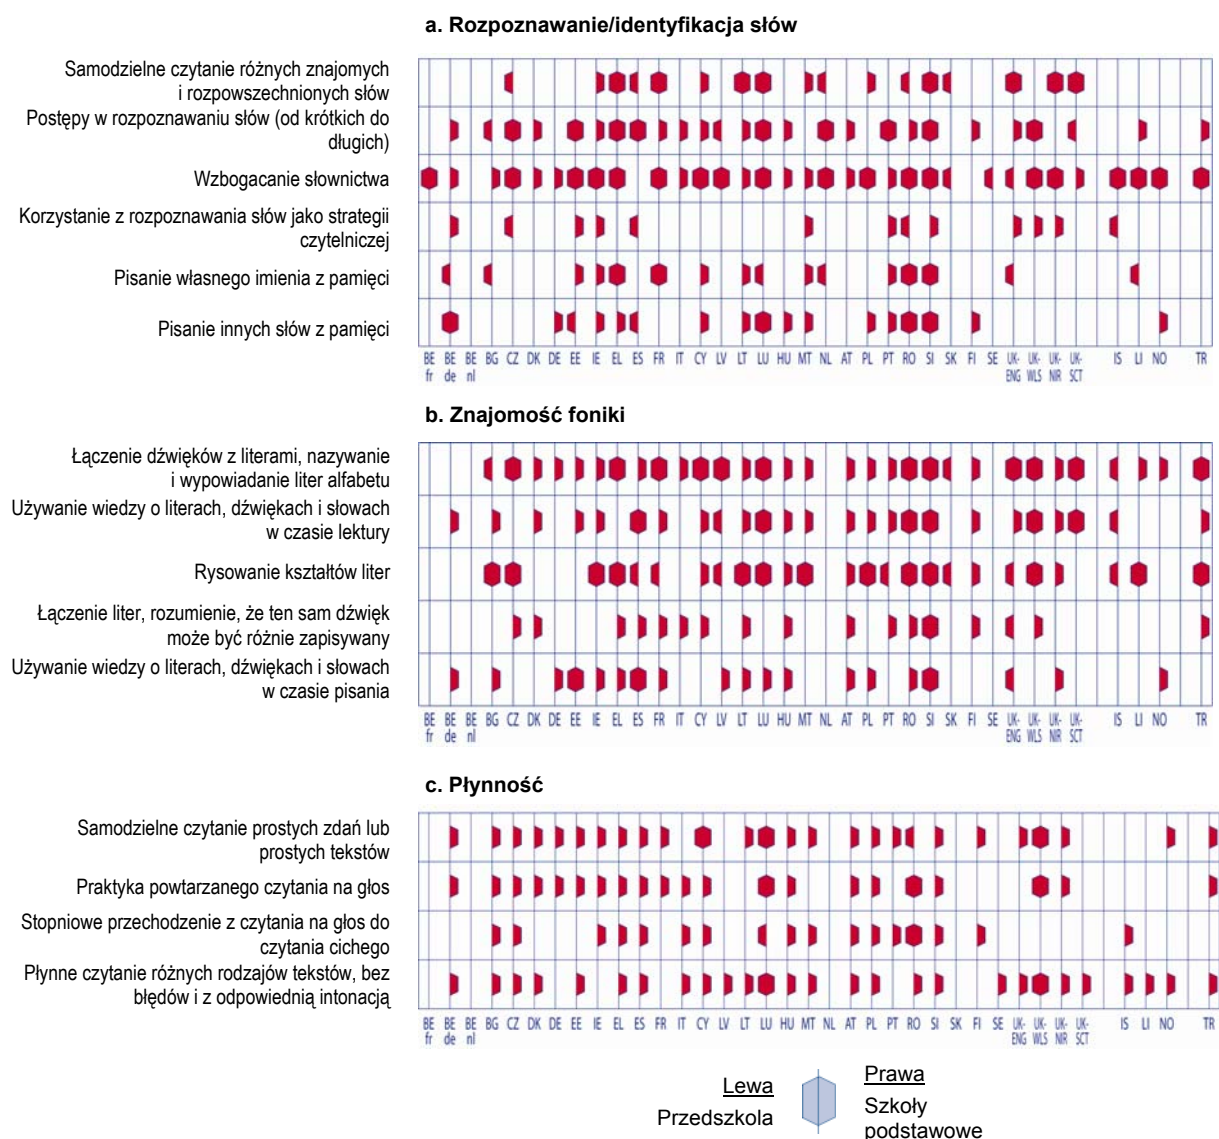 a. Rozpoznawanie/identyfikacja słów
Samodzielne czytanie różnych znajomych
i rozpowszechnionych słów
Postępy w rozpoznawaniu słów (od krótkich do
długich)
Wzbogacanie słownictwa
Korzystanie z rozpoznawania słów jako strategii
czytelniczej
Pisanie własnego imienia z pamięci
Pisanie innych słów z pamięci
BE BE BE BG CZ DK DE EE IE EL ES FR IT CY LV LT LU HU MT NL AT PL PT RO SI SK FI SE UK- UK- UK- UK- IS LI NO TR
fr de nl ENG WLS NIR SCT
b. Znajomość foniki
Łączenie dźwięków z literami, nazywanie
i wypowiadanie liter alfabetu
Używanie wiedzy o literach, dźwiękach i słowach
w czasie lektury
Rysowanie kształtów liter
Łączenie liter, rozumienie, że ten sam dźwięk
może być różnie zapisywany
Używanie wiedzy o literach, dźwiękach i słowach
w czasie pisania
BE BE BE BG CZ DK DE EE IE EL ES FR IT CY LV LT LU HU MT NL AT PL PT RO SI SK FI SE UK- UK- UK- UK- IS LI NO TR
fr de nl ENG WLS NIR SCT
c. Płynność
Samodzielne czytanie prostych zdań lub
prostych tekstów
Praktyka powtarzanego czytania na głos
Stopniowe przechodzenie z czytania na głos do
czytania cichego
Płynne czytanie różnych rodzajów tekstów, bez
błędów i z odpowiednią intonacją
BE BE BE BG CZ DK DE EE IE EL ES FR IT CY LV LT LU HU MT NL AT PL PT RO SI SK FI SE UK- UK- UK- UK- IS LI NO TR
fr de nl ENG WLS NIR SCT
Lewa Prawa
Przedszkola Szkoły
podstawowe